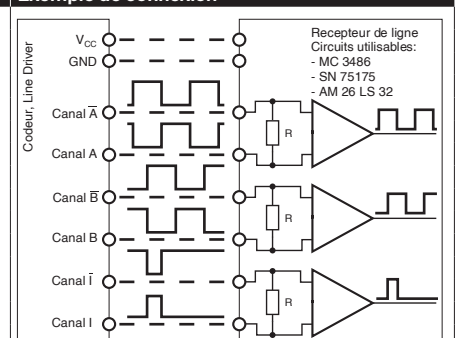 Exemple de connexion
Codeur, Line Driver
V_CC
GND
Canal A̅
Canal A
Canal B̅
Canal B
Canal I̅
Canal I
Recepteur de ligne
Circuits utilisables:
- MC 3486
- SN 75175
- AM 26 LS 32
R
R
R